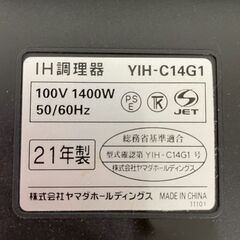 IH調理器 YIH-C14G1
100V 1400W
50/60Hz
PS
E
JET
21年製
総務省基準適合
型式確認第 YIH-C14G1 号
株式会社ヤマダホールディングス
株式会社ヤマダホールディングス MADE IN CHINA
11101